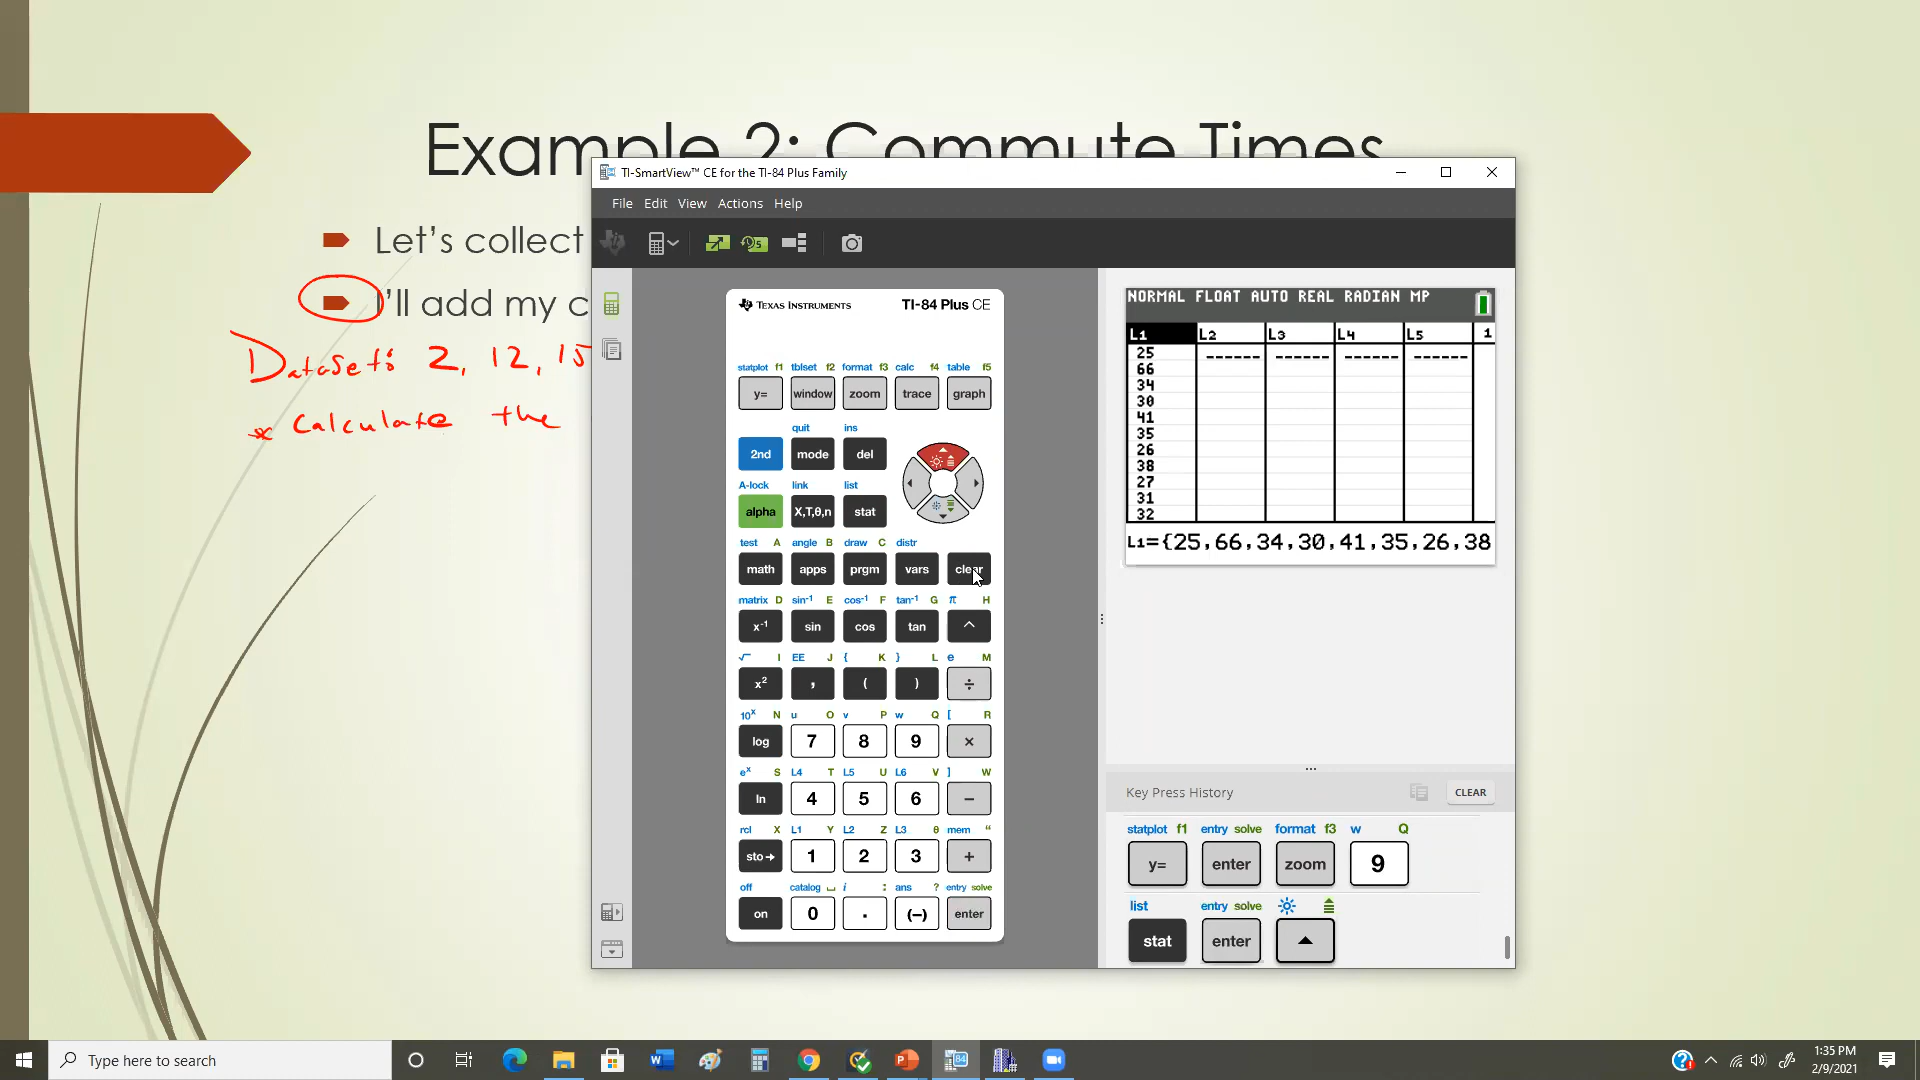 Example 2: Commute Times
Let's collect
I'll add my c
DataSet: 2, 12, 15
* Calculate the
TI-SmartView™ CE for the TI-84 Plus Family
File Edit View Actions Help
TEXAS INSTRUMENTS TI-84 Plus CE
statplot f1 tblset f2 format f3 calc f4 table f5
y= window zoom trace graph
quit ins
2nd mode del
A-lock link list
alpha X,T,θ,n stat
test A angle B draw C distr
math apps prgm vars clear
matrix D sin⁻¹ E cos⁻¹ F tan⁻¹ G π H
x⁻¹ sin cos tan ^
√ I EE J { K } L e M
x² , ( ) ÷
10ˣ N u O v P w Q [ R
log 7 8 9 ×
eˣ S L4 T L5 U L6 V ] W
ln 4 5 6 −
rcl X L1 Y L2 Z L3 θ mem “
sto→ 1 2 3 +
off catalog i : ans ? entry solve
on 0 . (−) enter
NORMAL FLOAT AUTO REAL RADIAN MP
L1 L2 L3 L4 L5 1
25 ------ ------ ------ ------
66
34
30
41
35
26
38
27
31
32
L1={25,66,34,30,41,35,26,38
Key Press History CLEAR
statplot f1 entry solve format f3 w Q
y= enter zoom 9
list entry solve
stat enter
Type here to search
1:35 PM
2/9/2021